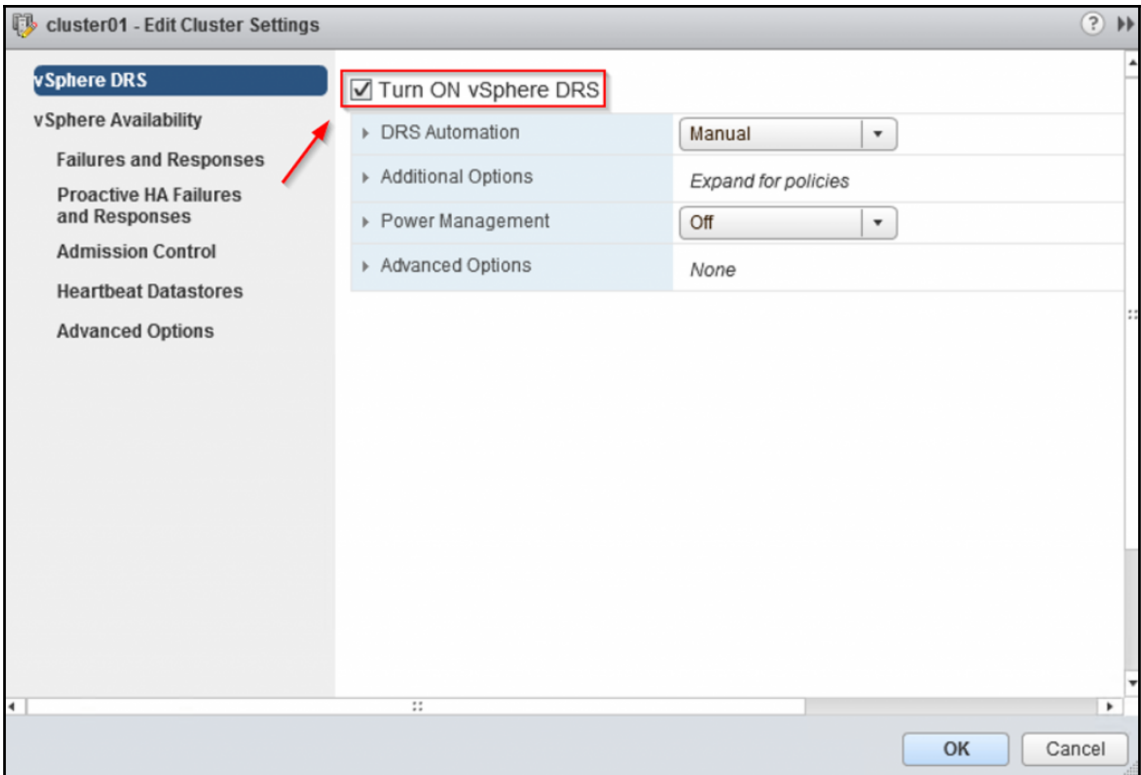 cluster01 - Edit Cluster Settings
?
vSphere DRS
vSphere Availability
Failures and Responses
Proactive HA Failures
and Responses
Admission Control
Heartbeat Datastores
Advanced Options
Turn ON vSphere DRS
DRS Automation
Manual
Additional Options
Expand for policies
Power Management
Off
Advanced Options
None
OK
Cancel